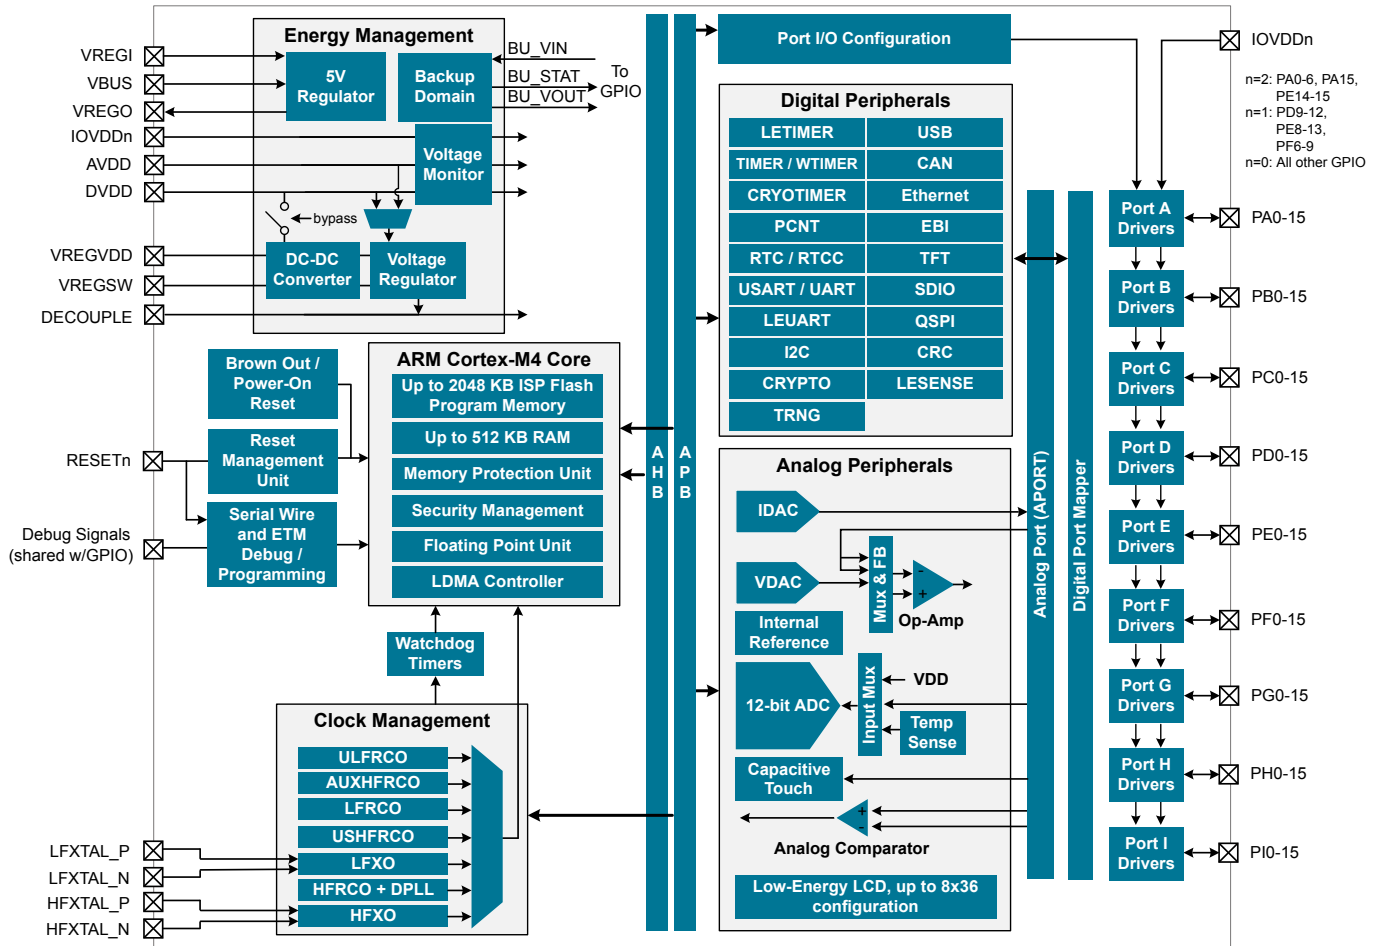 Energy Management
VREGI
VBUS
VREGO
IOVDDn
AVDD
DVDD
VREGVDD
VREGSW
DECOUPLE
5V
Regulator
Backup
Domain
BU_VIN
BU_STAT
BU_VOUT
To
GPIO
Voltage
Monitor
bypass
DC-DC
Converter
Voltage
Regulator
Brown Out /
Power-On
Reset
Reset
Management
Unit
Serial Wire
and ETM
Debug /
Programming
RESETn
Debug Signals
(shared w/GPIO)
ARM Cortex-M4 Core
Up to 2048 KB ISP Flash
Program Memory
Up to 512 KB RAM
Memory Protection Unit
Security Management
Floating Point Unit
LDMA Controller
Watchdog
Timers
Clock Management
ULFRCO
AUXHFRCO
LFRCO
USHFRCO
LFXO
HFRCO + DPLL
HFXO
LFXTAL_P
LFXTAL_N
HFXTAL_P
HFXTAL_N
A
H
B
A
P
B
Port I/O Configuration
Digital Peripherals
LETIMER
USB
TIMER / WTIMER
CAN
CRYOTIMER
Ethernet
PCNT
EBI
RTC / RTCC
TFT
USART / UART
SDIO
LEUART
QSPI
I2C
CRC
CRYPTO
LESENSE
TRNG
Analog Peripherals
IDAC
VDAC
Mux & FB
-
+
Op-Amp
Internal
Reference
12-bit ADC
Input Mux
VDD
Temp
Sense
Capacitive
Touch
+
-
Analog Comparator
Low-Energy LCD, up to 8x36
configuration
Analog Port (APORT)
Digital Port Mapper
IOVDDn
n=2: PA0-6, PA15,
PE14-15
n=1: PD9-12,
PE8-13,
PF6-9
n=0: All other GPIO
Port A
Drivers
PA0-15
Port B
Drivers
PB0-15
Port C
Drivers
PC0-15
Port D
Drivers
PD0-15
Port E
Drivers
PE0-15
Port F
Drivers
PF0-15
Port G
Drivers
PG0-15
Port H
Drivers
PH0-15
Port I
Drivers
PI0-15